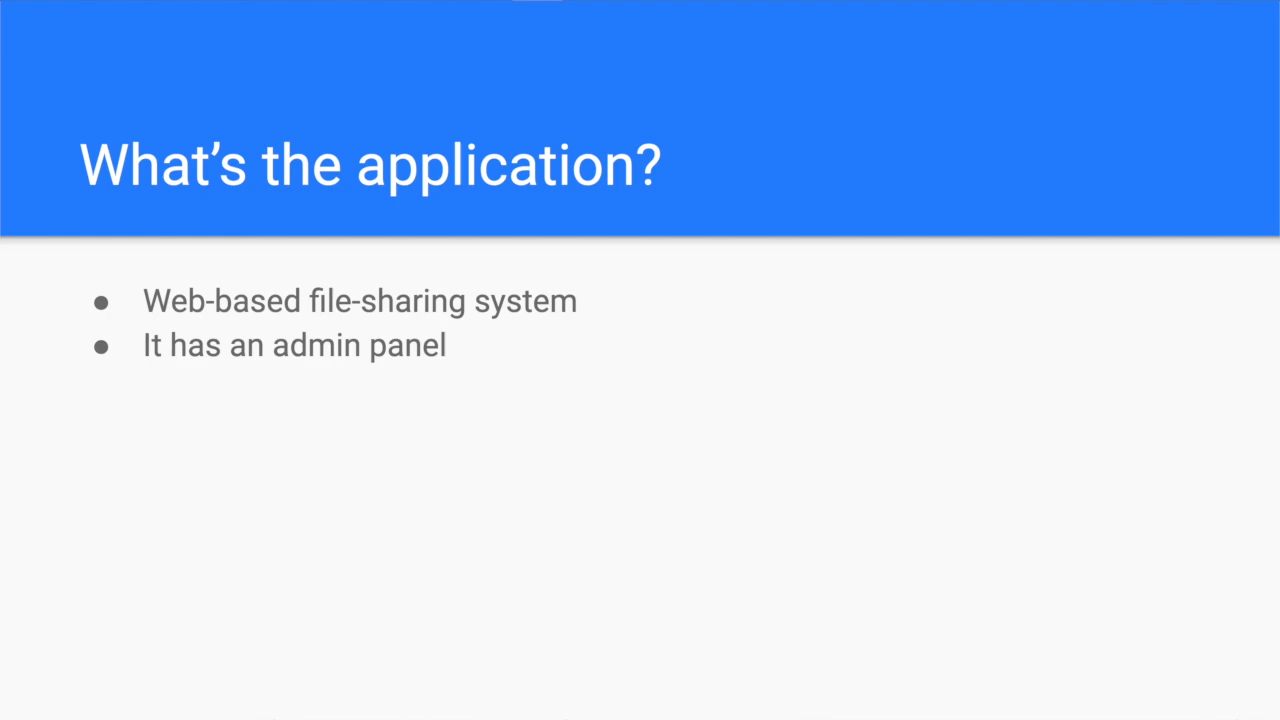 What’s the application?
● Web-based file-sharing system
● It has an admin panel